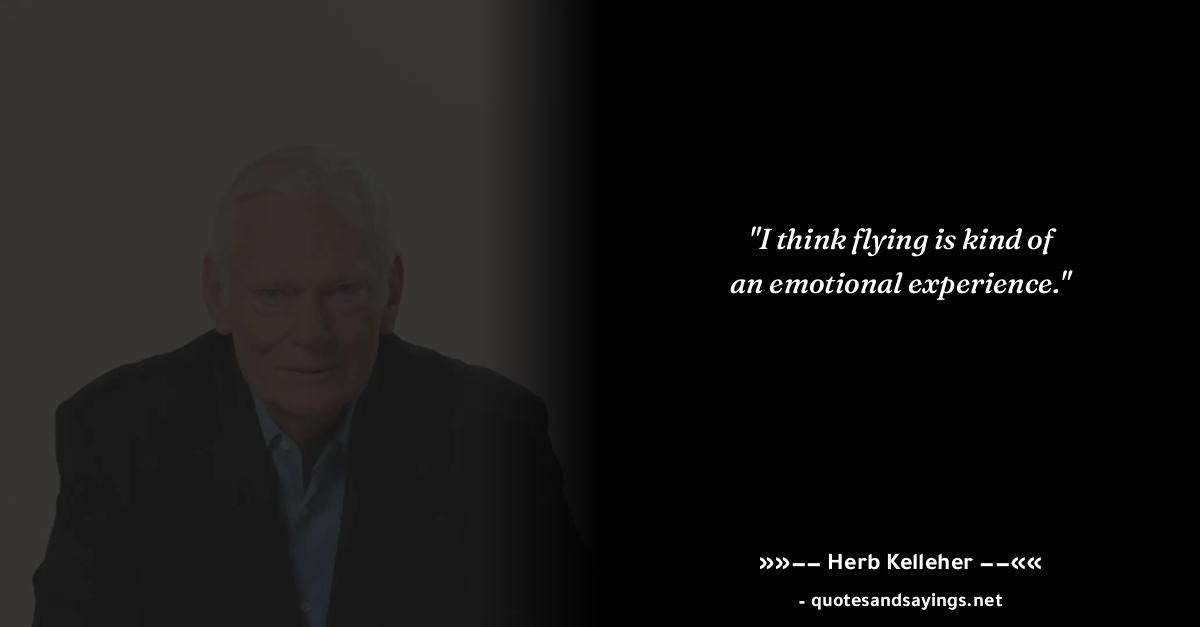 "I think flying is kind of
an emotional experience."
»»–– Herb Kelleher ––««
- quotesandsayings.net